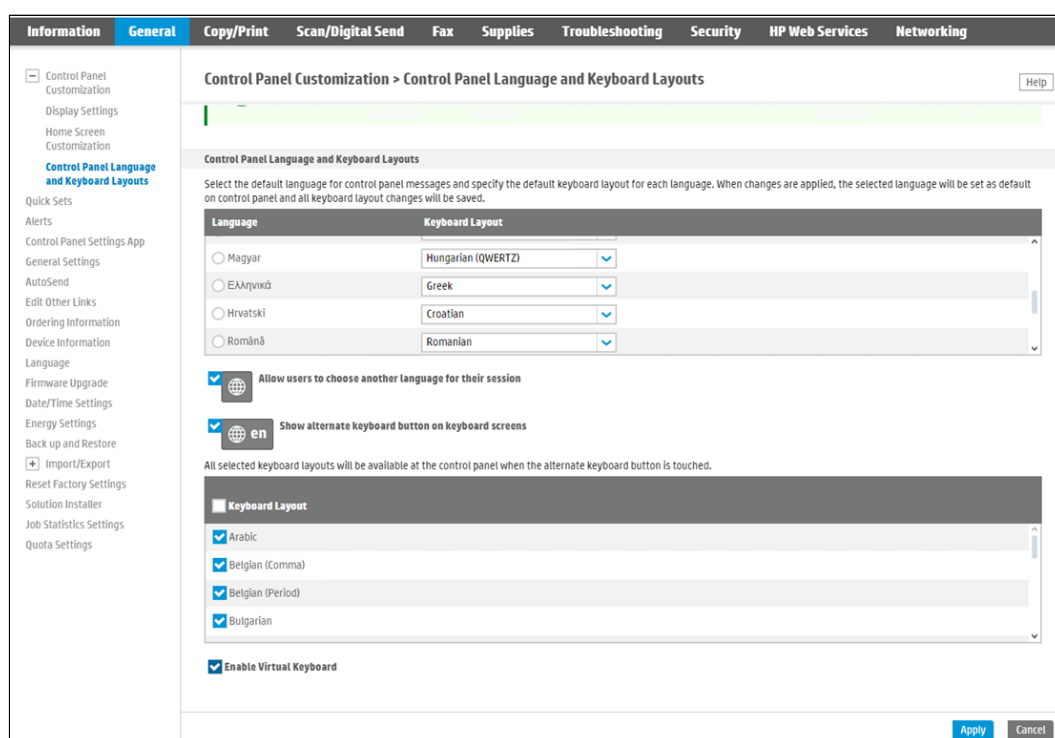 Information General Copy/Print Scan/Digital Send Fax Supplies Troubleshooting Security HP Web Services Networking
Control Panel
Customization
Display Settings
Home Screen
Customization
Control Panel Language
and Keyboard Layouts
Quick Sets
Alerts
Control Panel Settings App
General Settings
AutoSend
Edit Other Links
Ordering Information
Device Information
Language
Firmware Upgrade
Date/Time Settings
Energy Settings
Back up and Restore
Import/Export
Reset Factory Settings
Solution Installer
Job Statistics Settings
Quota Settings
Control Panel Customization > Control Panel Language and Keyboard Layouts
Help
Control Panel Language and Keyboard Layouts
Select the default language for control panel messages and specify the default keyboard layout for each language. When changes are applied, the selected language will be set as default
on control panel and all keyboard layout changes will be saved.
Language Keyboard Layout
Magyar Hungarian (QWERTZ)
Ελληνικά Greek
Hrvatski Croatian
Română Romanian
Allow users to choose another language for their session
en Show alternate keyboard button on keyboard screens
All selected keyboard layouts will be available at the control panel when the alternate keyboard button is touched.
Keyboard Layout
Arabic
Belgian (Comma)
Belgian (Period)
Bulgarian
Enable Virtual Keyboard
Apply Cancel